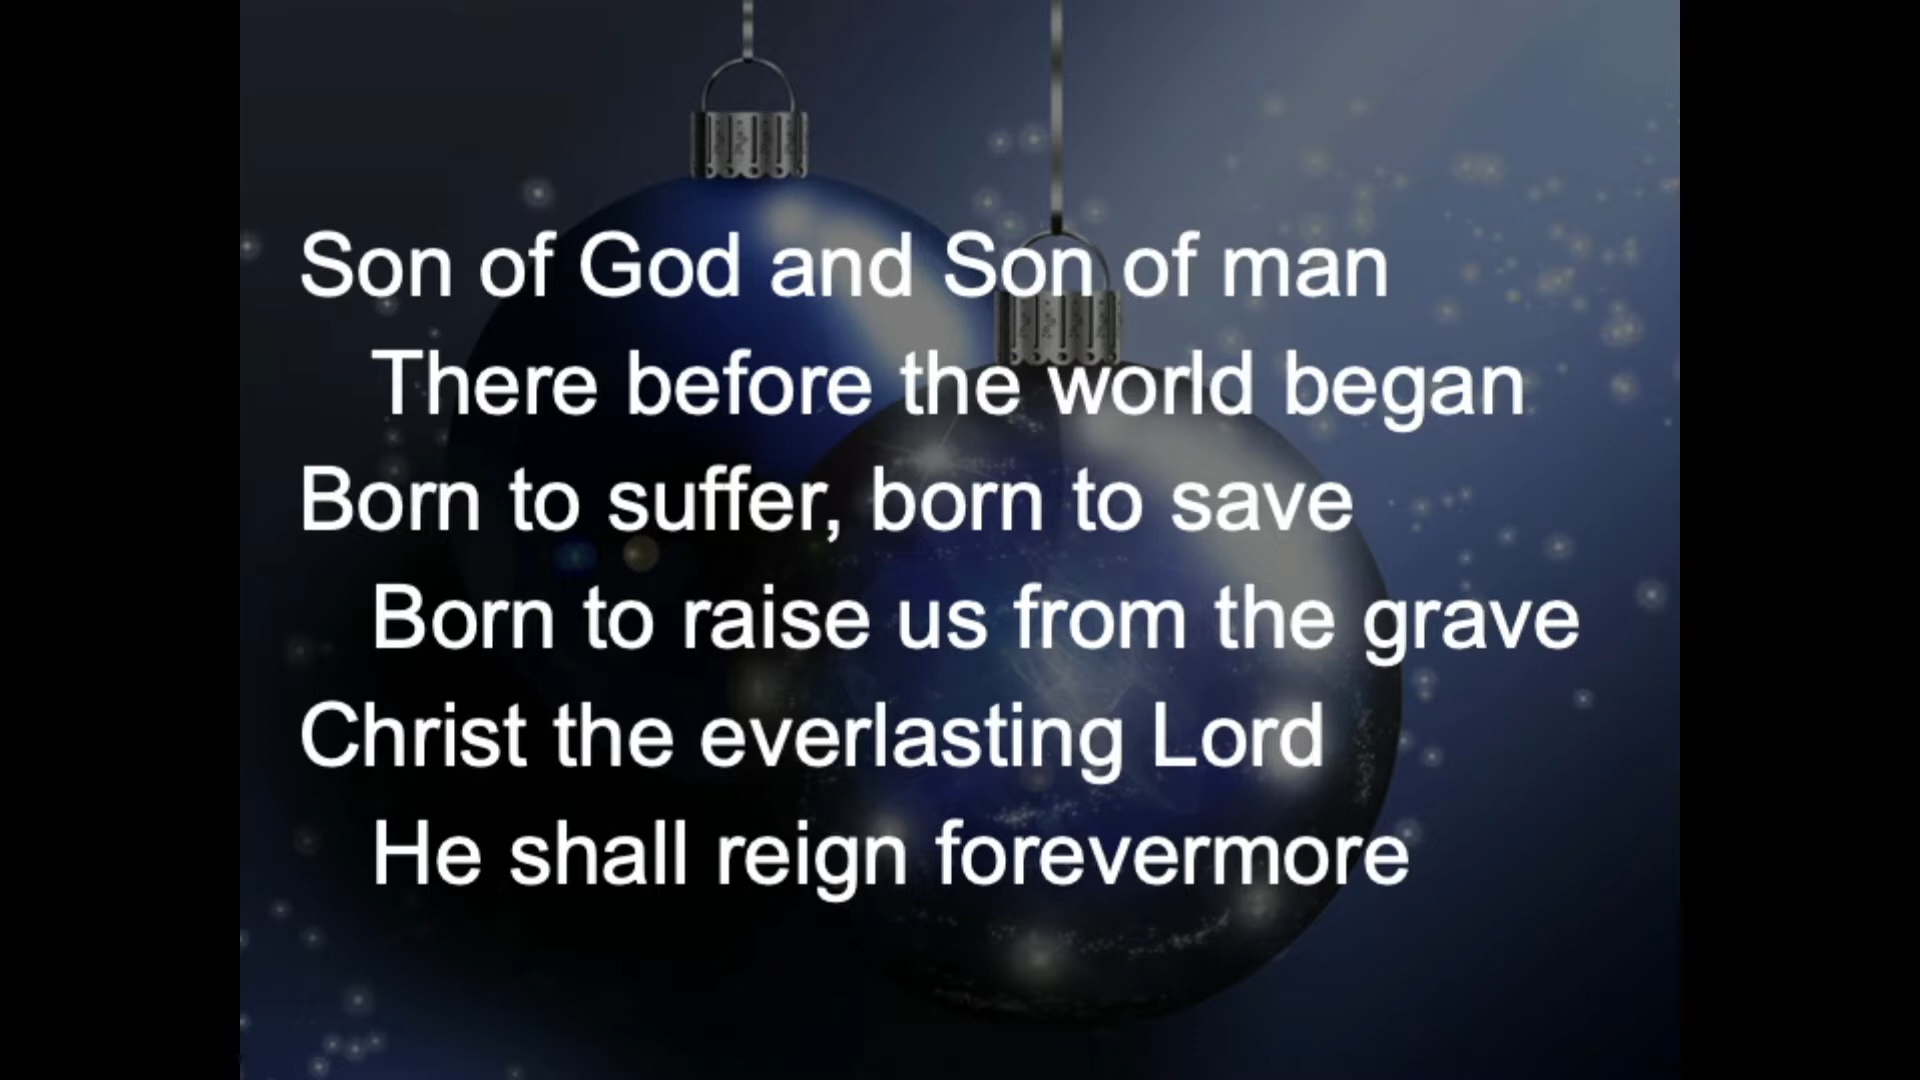 Son of God and Son of man
There before the world began
Born to suffer, born to save
Born to raise us from the grave
Christ the everlasting Lord
He shall reign forevermore